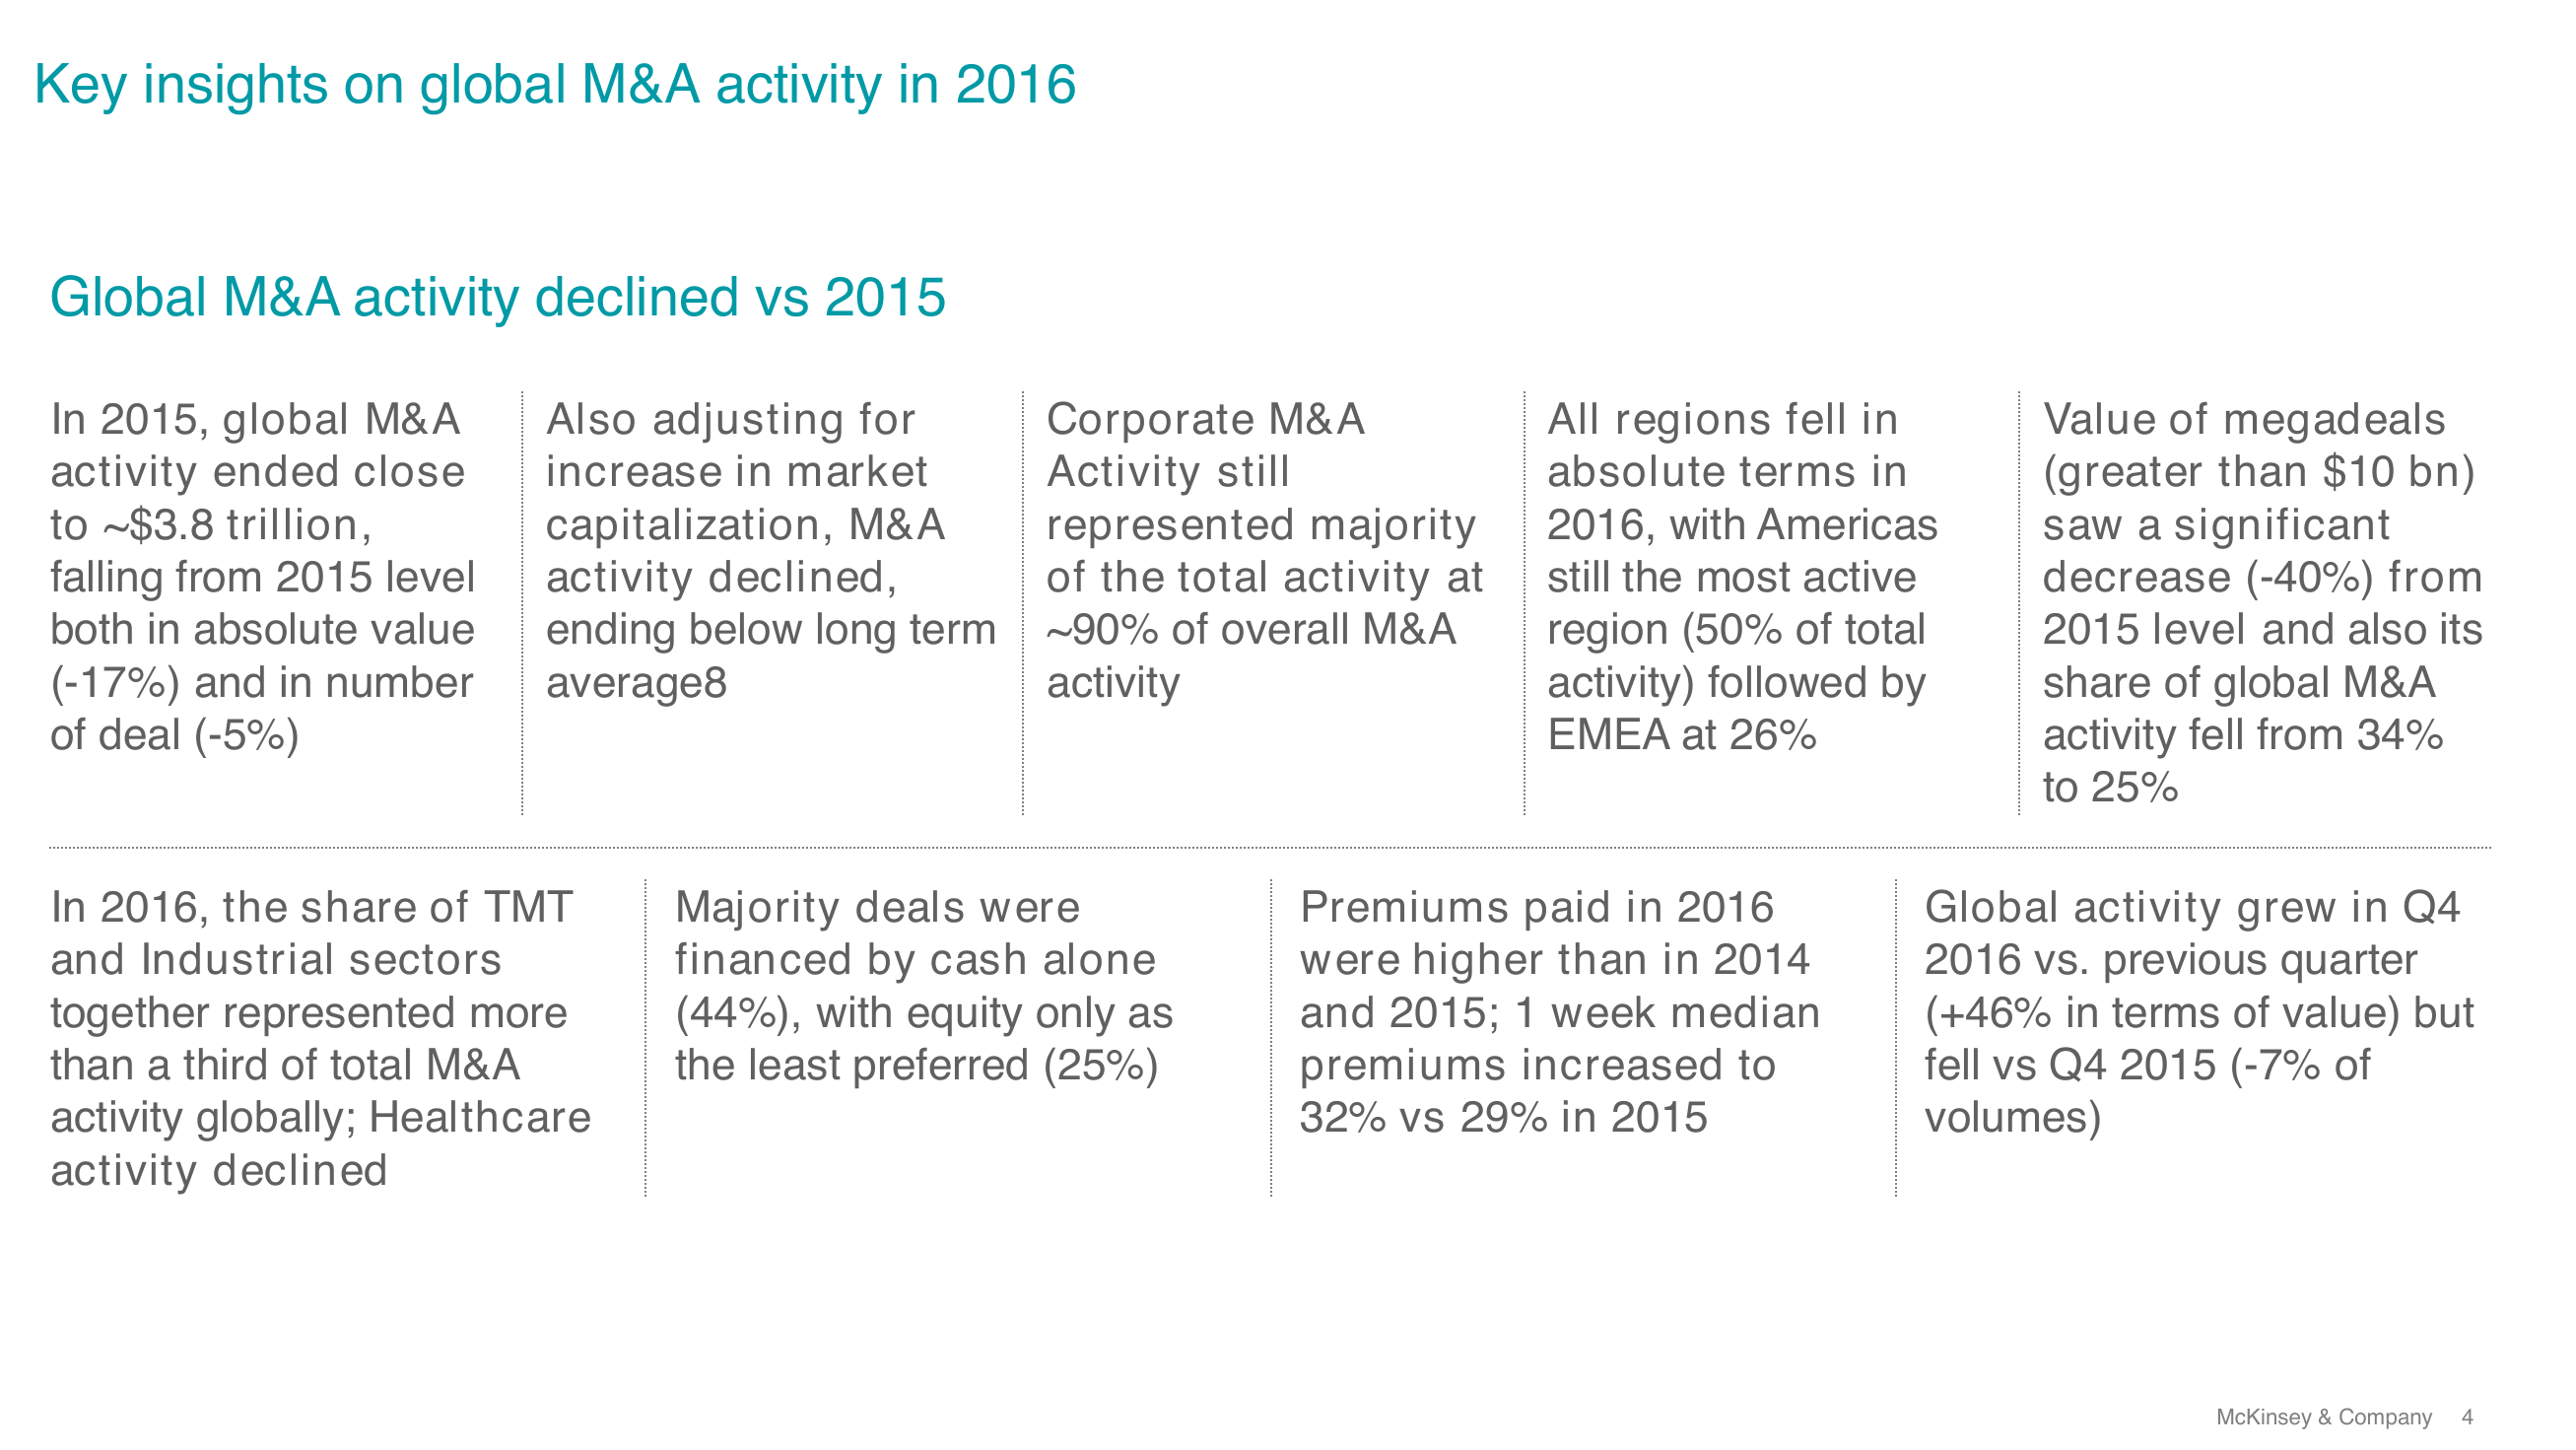 Key insights on global M&A activity in 2016
Global M&A activity declined vs 2015
In 2015, global M&A
activity ended close
to ~$3.8 trillion,
falling from 2015 level
both in absolute value
(-17%) and in number
of deal (-5%)
Also adjusting for
increase in market
capitalization, M&A
activity declined,
ending below long term
average8
Corporate M&A
Activity still
represented majority
of the total activity at
~90% of overall M&A
activity
All regions fell in
absolute terms in
2016, with Americas
still the most active
region (50% of total
activity) followed by
EMEA at 26%
Value of megadeals
(greater than $10 bn)
saw a significant
decrease (-40%) from
2015 level and also its
share of global M&A
activity fell from 34%
to 25%
In 2016, the share of TMT
and Industrial sectors
together represented more
than a third of total M&A
activity globally; Healthcare
activity declined
Majority deals were
financed by cash alone
(44%), with equity only as
the least preferred (25%)
Premiums paid in 2016
were higher than in 2014
and 2015; 1 week median
premiums increased to
32% vs 29% in 2015
Global activity grew in Q4
2016 vs. previous quarter
(+46% in terms of value) but
fell vs Q4 2015 (-7% of
volumes)
McKinsey & Company 4